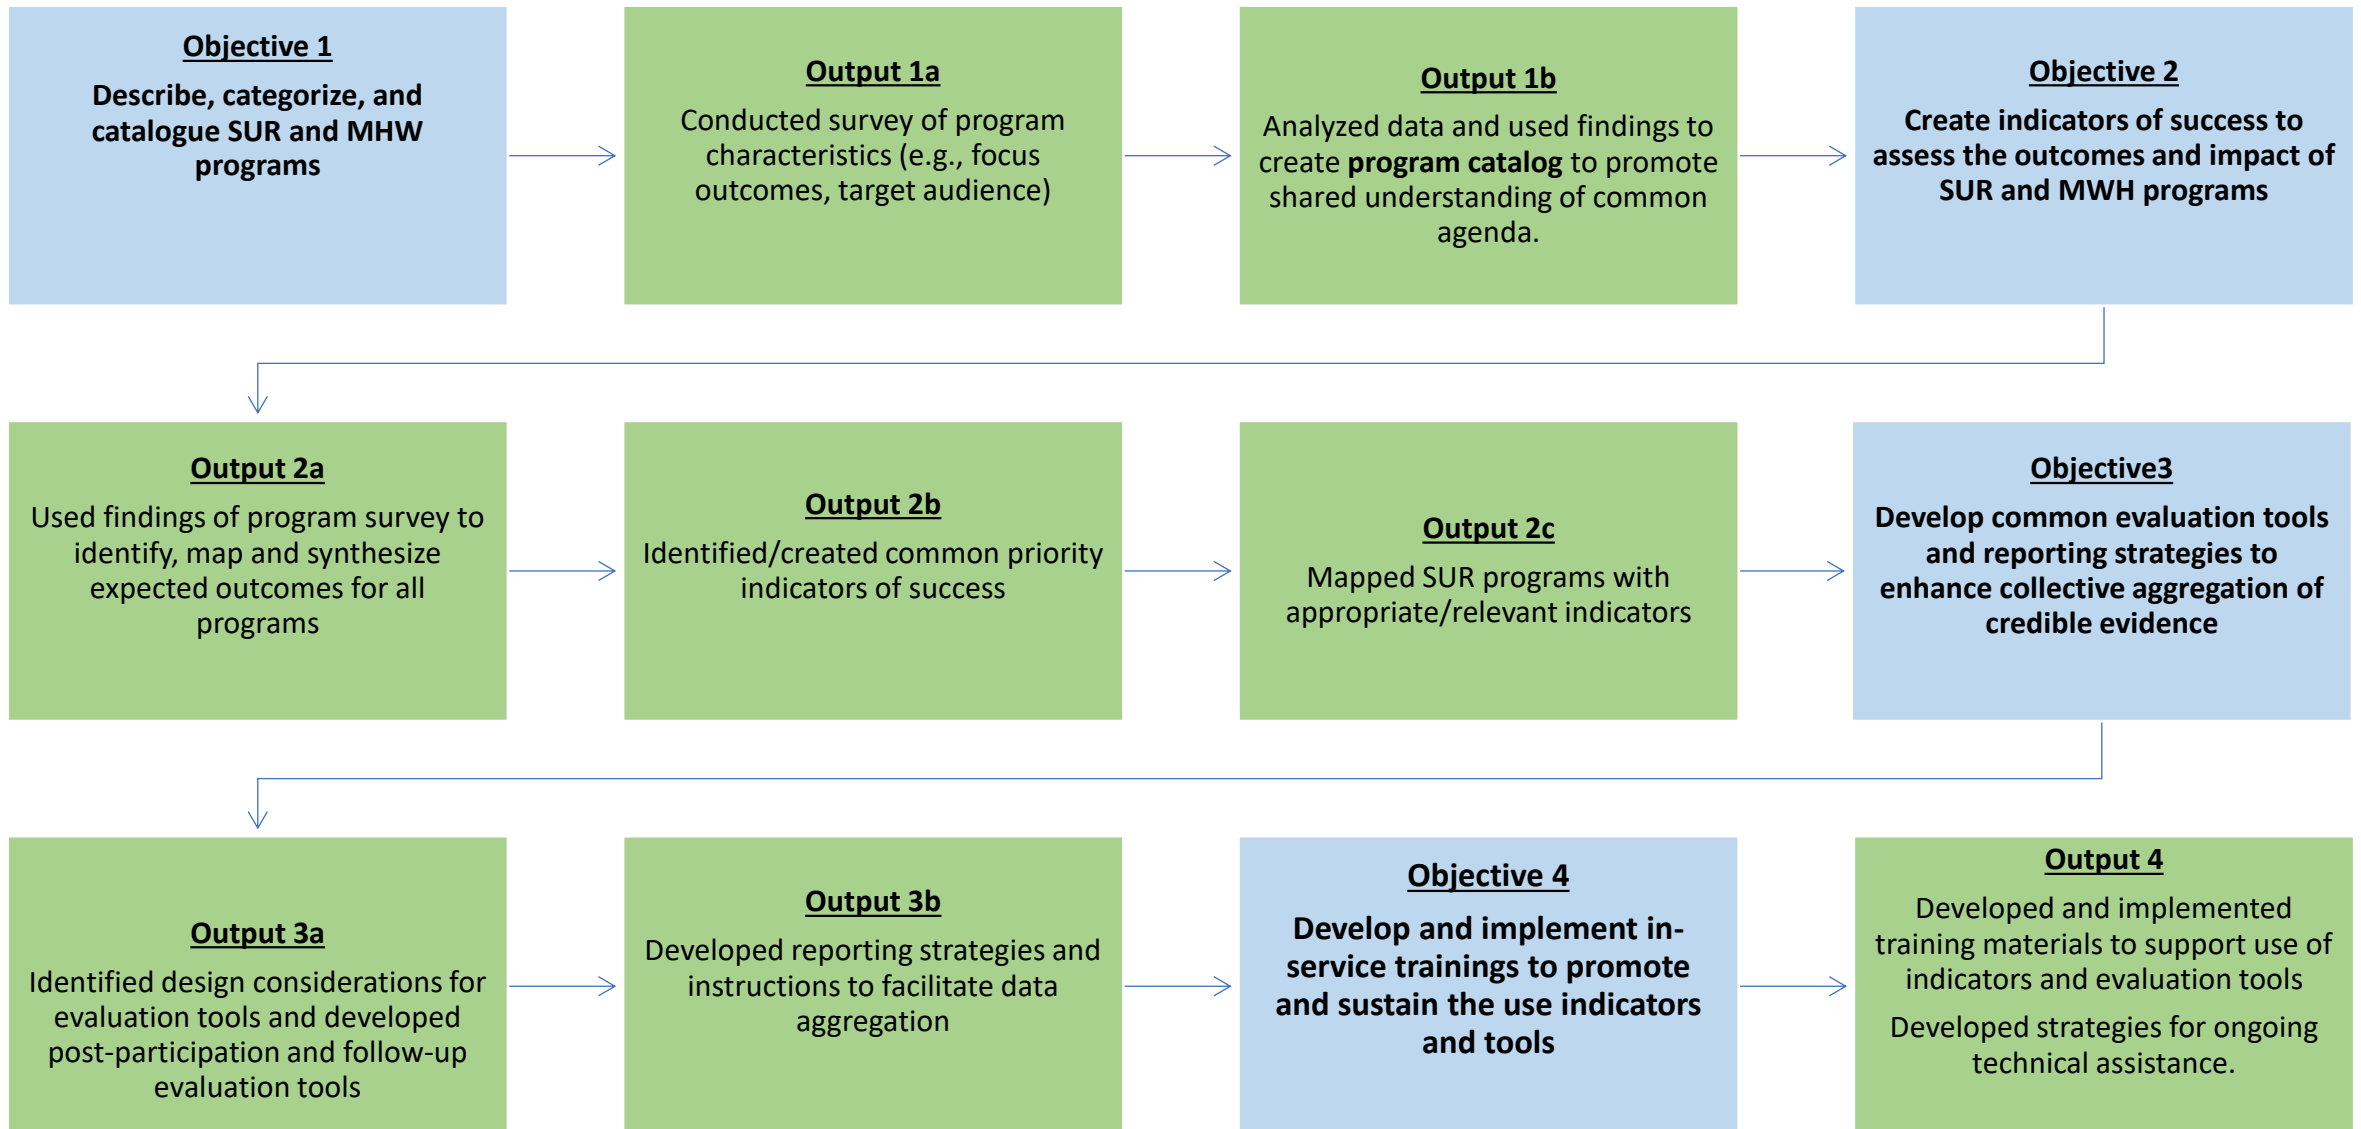 Objective 1
Describe, categorize, and
catalogue SUR and MHW
programs
Output 1a
Conducted survey of program
characteristics (e.g., focus
outcomes, target audience)
Output 1b
Analyzed data and used findings to
create program catalog to promote
shared understanding of common
agenda.
Objective 2
Create indicators of success to
assess the outcomes and impact of
SUR and MWH programs
Output 2a
Used findings of program survey to
identify, map and synthesize
expected outcomes for all
programs
Output 2b
Identified/created common priority
indicators of success
Output 2c
Mapped SUR programs with
appropriate/relevant indicators
Objective3
Develop common evaluation tools
and reporting strategies to
enhance collective aggregation of
credible evidence
Output 3a
Identified design considerations for
evaluation tools and developed
post-participation and follow-up
evaluation tools
Output 3b
Developed reporting strategies and
instructions to facilitate data
aggregation
Objective 4
Develop and implement in-
service trainings to promote
and sustain the use indicators
and tools
Output 4
Developed and implemented
training materials to support use of
indicators and evaluation tools
Developed strategies for ongoing
technical assistance.